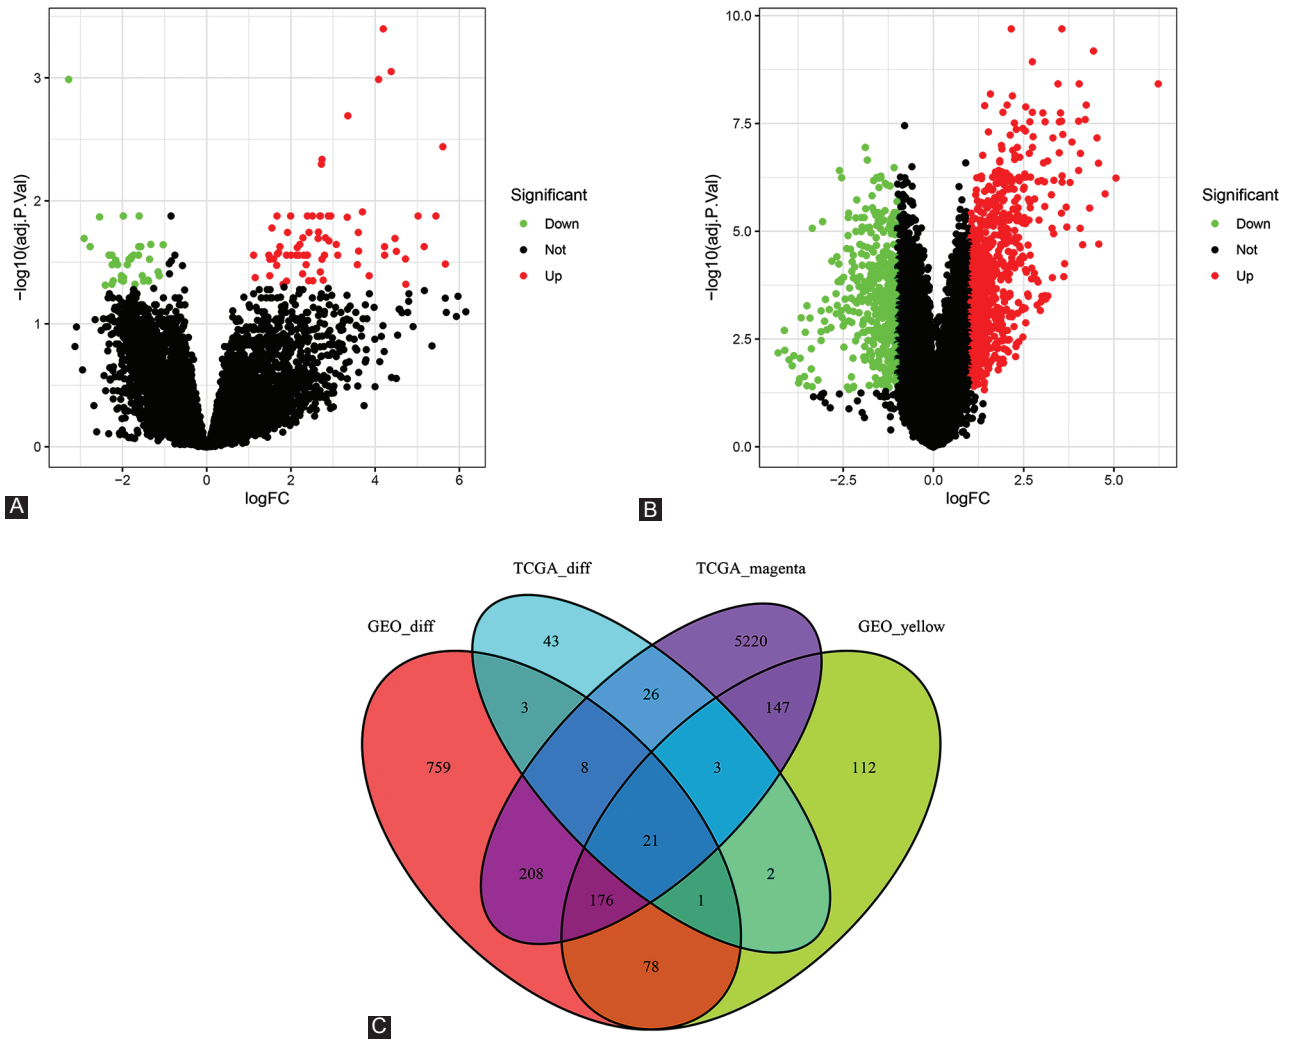 3
2
1
0
−log10(adj.P.Val)
−2
0
2
4
6
logFC
Significant
Down
Not
Up
A
10.0
7.5
5.0
2.5
0.0
−log10(adj.P.Val)
−2.5
0.0
2.5
5.0
logFC
Significant
Down
Not
Up
B
TCGA_diff
TCGA_magenta
GEO_diff
GEO_yellow
43
5220
26
3
147
759
8
3
112
21
208
2
176
1
78
C